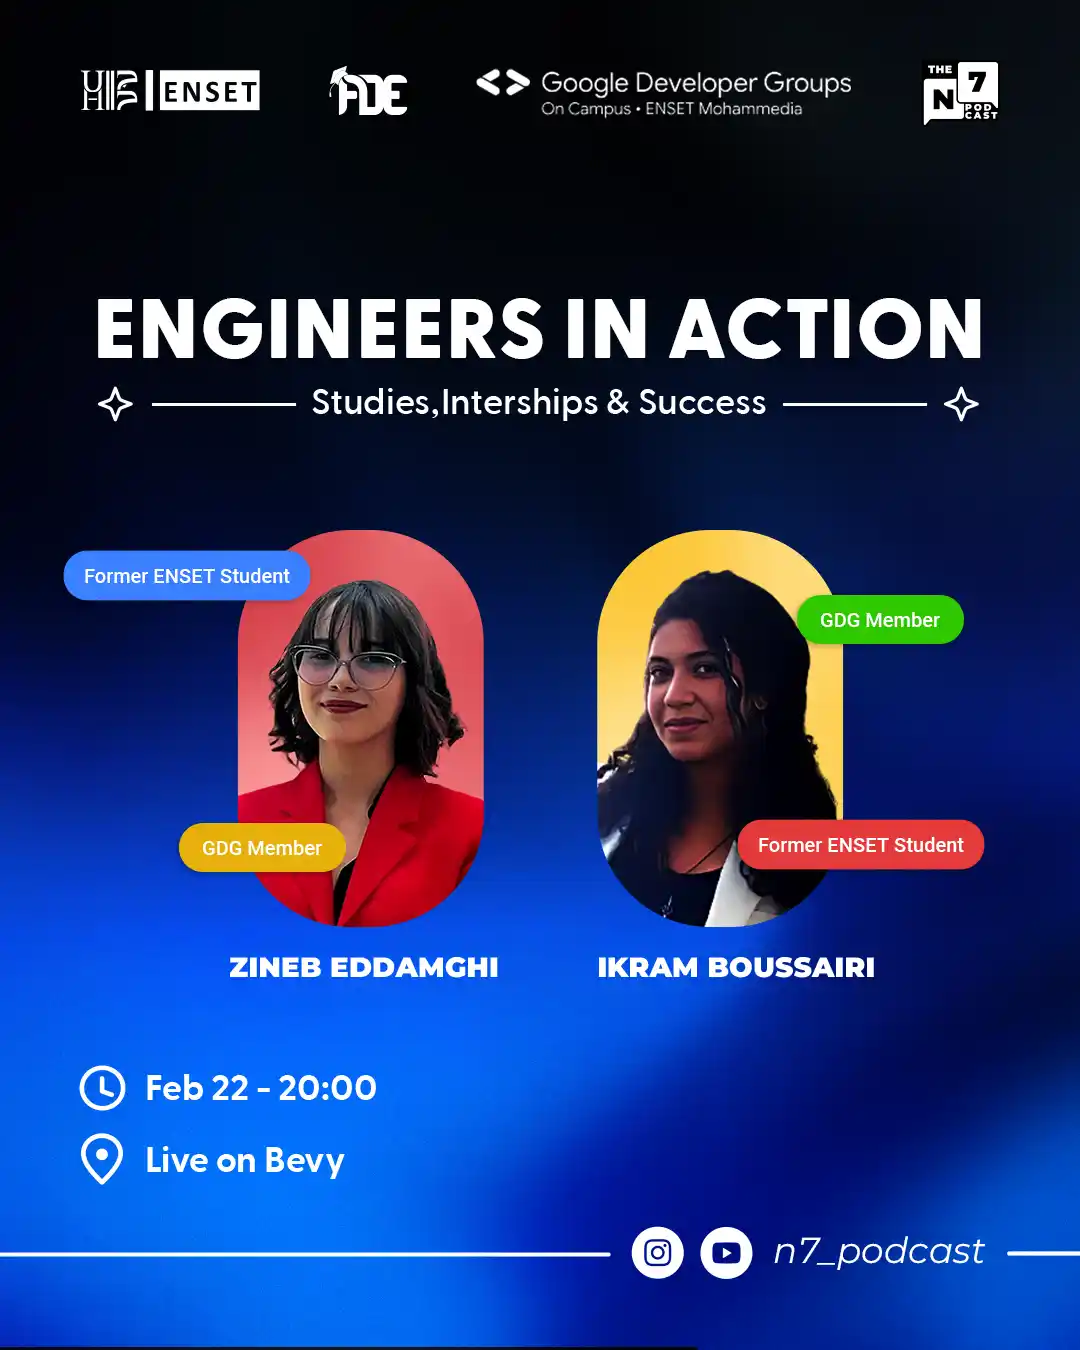 ENSET
ADE
Google Developer Groups
On Campus • ENSET Mohammedia
THE
N7
POD
CAST
ENGINEERS IN ACTION
Studies,Interships & Success
Former ENSET Student
GDG Member
GDG Member
Former ENSET Student
ZINEB EDDAMGHI
IKRAM BOUSSAIRI
Feb 22 - 20:00
Live on Bevy
n7_podcast